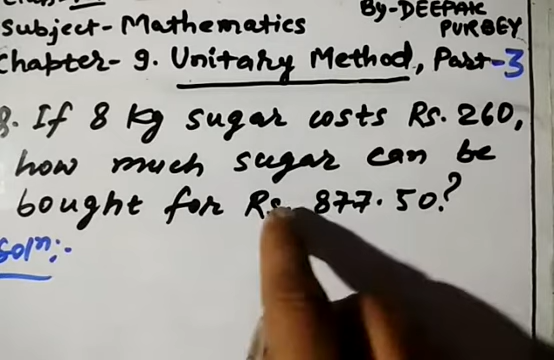 By-DEEPAK
PURBEY
Subject- Mathematics
Chapter- 9. Unitary Method, Part-3
8. If 8 kg sugar costs Rs. 260,
how much sugar can be
bought for Rs. 877.50?
Solⁿ:-